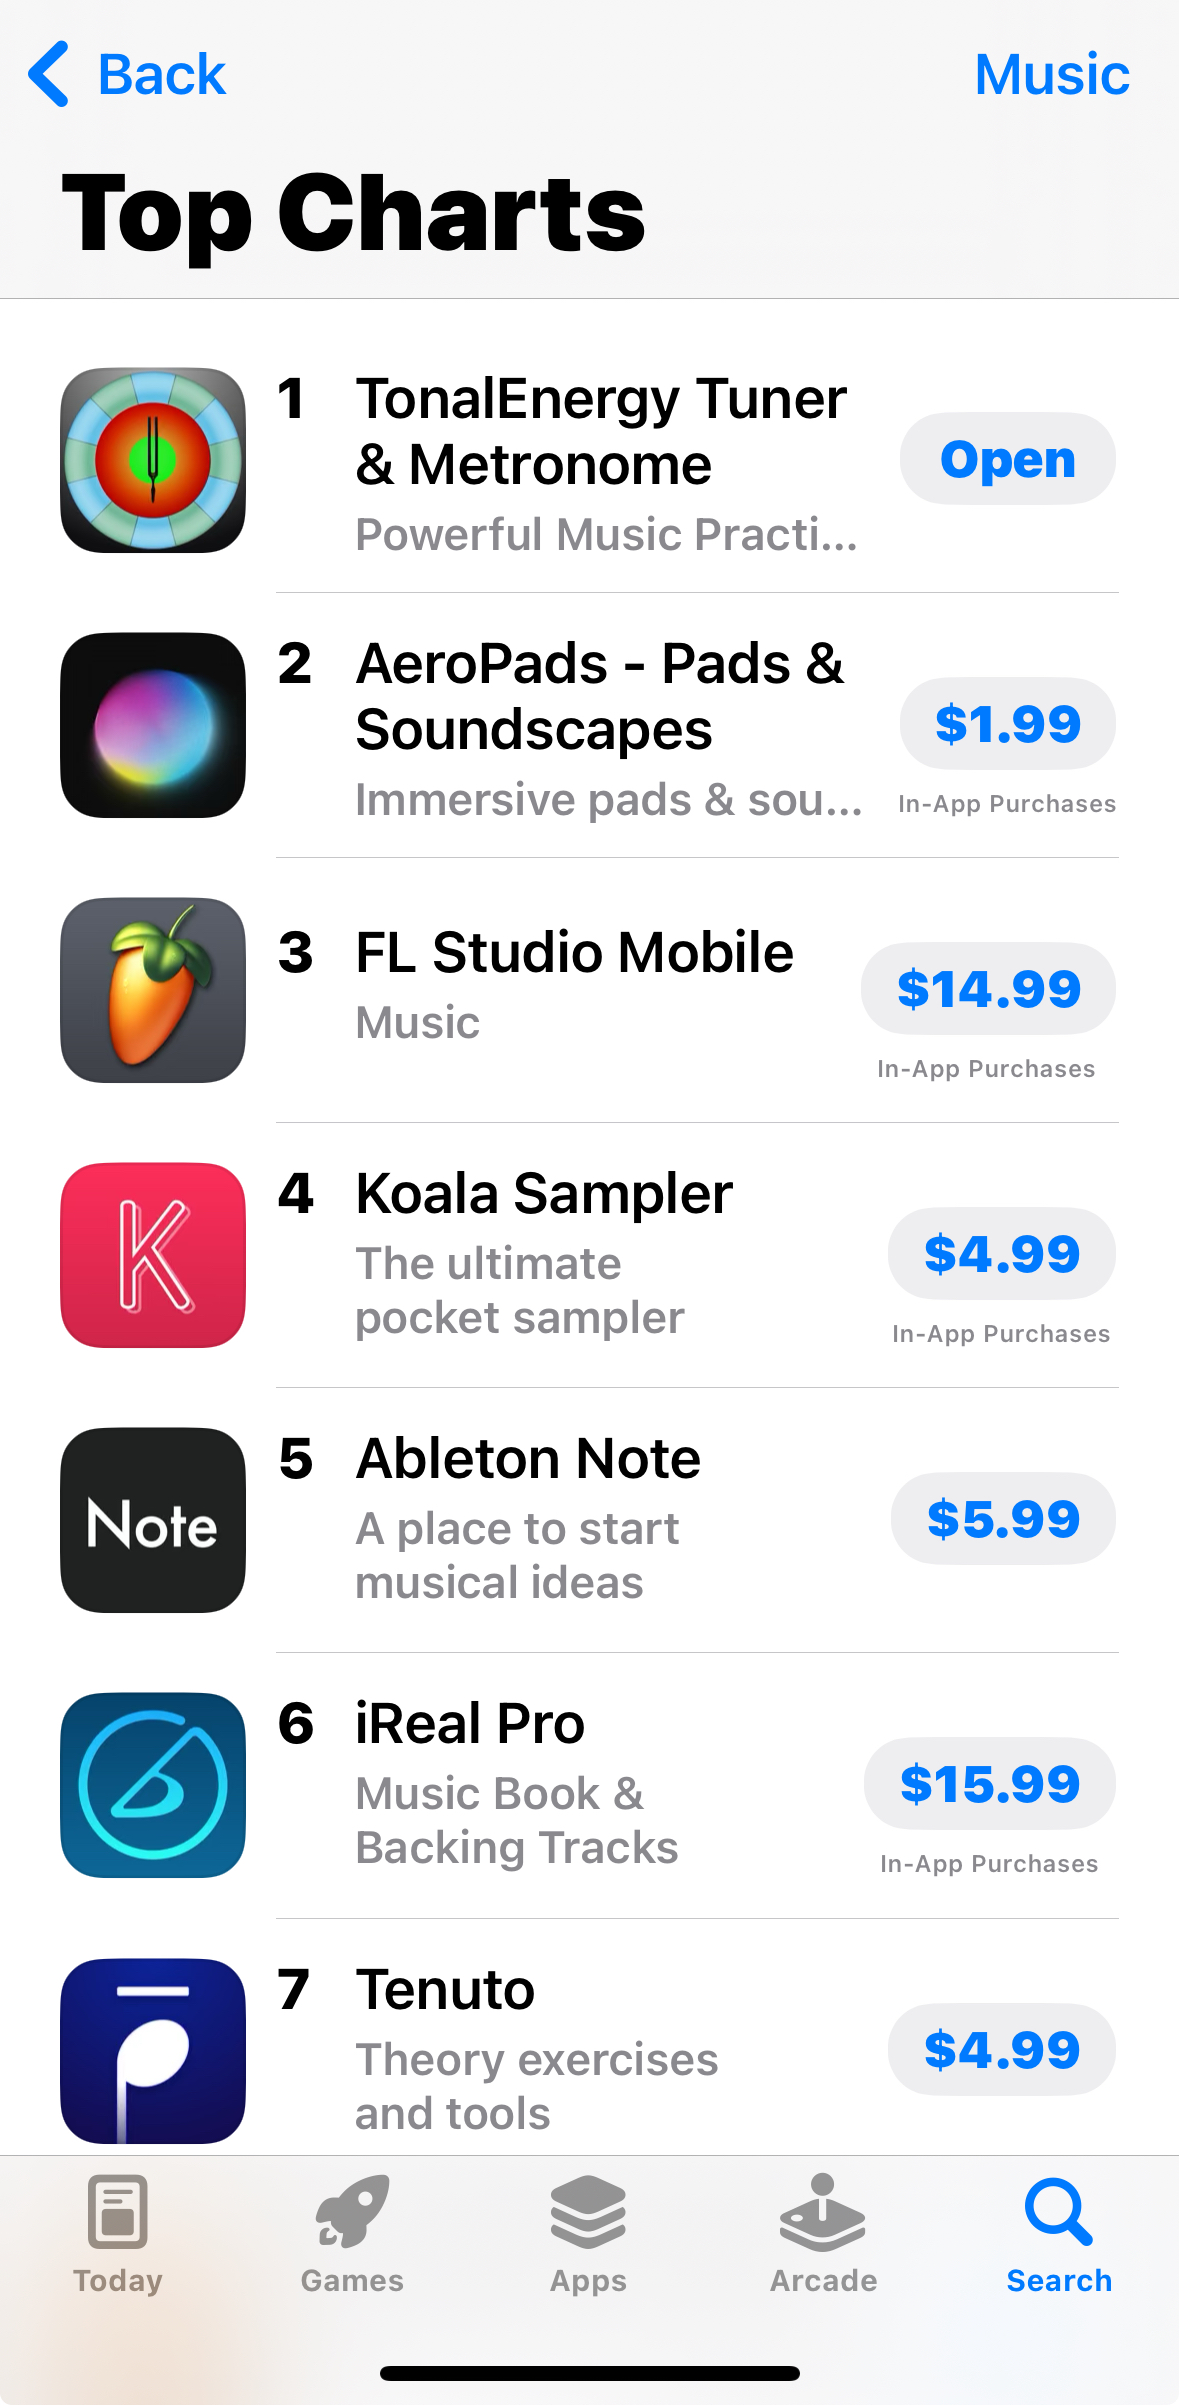 Back
Music
Top Charts
1 TonalEnergy Tuner
& Metronome
Powerful Music Practi...
Open
2 AeroPads - Pads &
Soundscapes
Immersive pads & sou...
$1.99
In-App Purchases
3 FL Studio Mobile
Music
$14.99
In-App Purchases
K
4 Koala Sampler
The ultimate
pocket sampler
$4.99
In-App Purchases
Note
5 Ableton Note
A place to start
musical ideas
$5.99
6 iReal Pro
Music Book &
Backing Tracks
$15.99
In-App Purchases
7 Tenuto
Theory exercises
and tools
$4.99
Today
Games
Apps
Arcade
Search